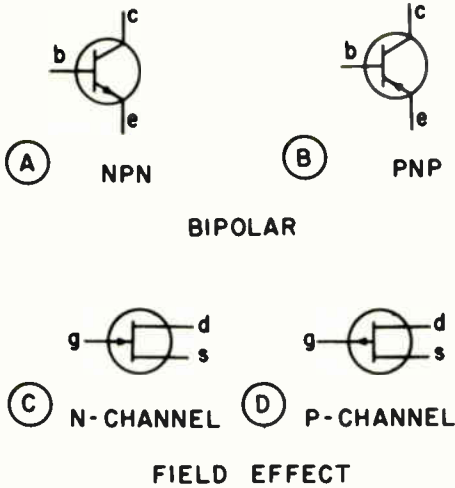 c c
b b
e e
A NPN B PNP
BIPOLAR
g d g d
s s
C N-CHANNEL D P-CHANNEL
FIELD EFFECT